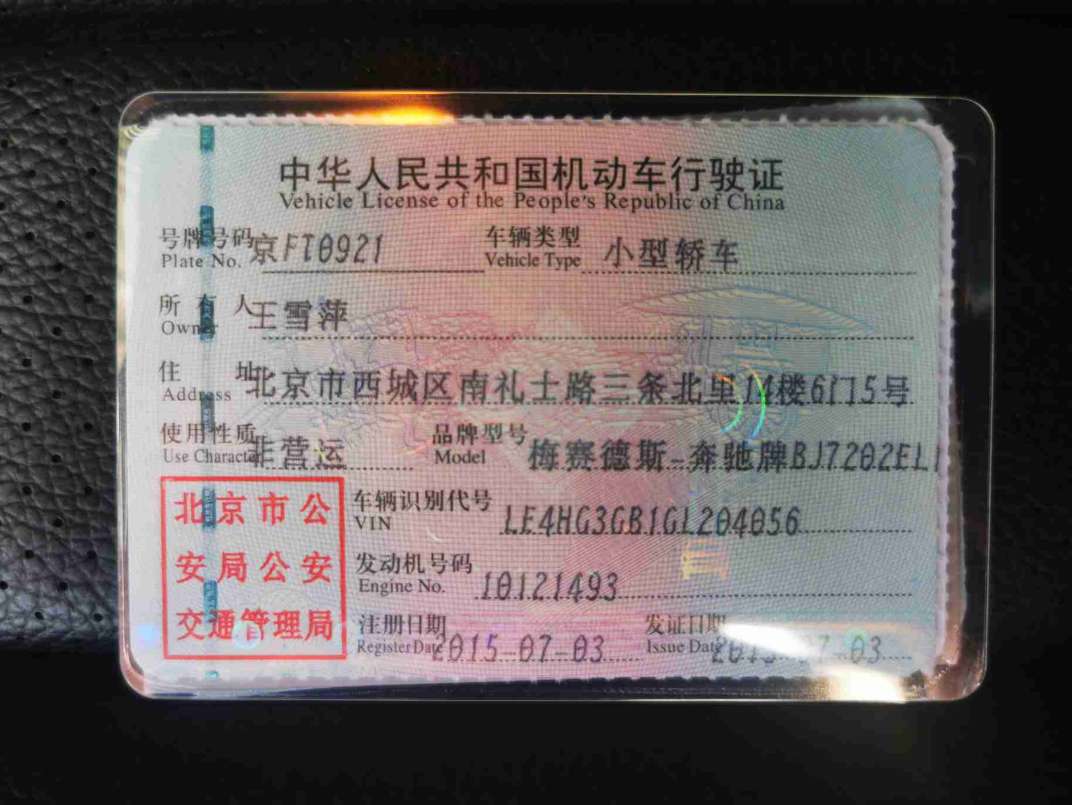 中华人民共和国机动车行驶证
Vehicle License of the People's Republic of China
号牌号码 京FT0921 车辆类型 小型轿车
Plate No. Vehicle Type
所有人 王雪萍
Owner
住址 北京市西城区南礼士路三条北里14楼6门5号
Address
使用性质 非营运 品牌型号 梅赛德斯-奔驰牌BJ7202EL
Use Character Model
北京市公
安局公安
交通管理局
车辆识别代号 LE4HG3GB1GL204056
VIN
发动机号码 10121493
Engine No.
注册日期 2015-07-03 发证日期 2015-07-03
Register Date Issue Date